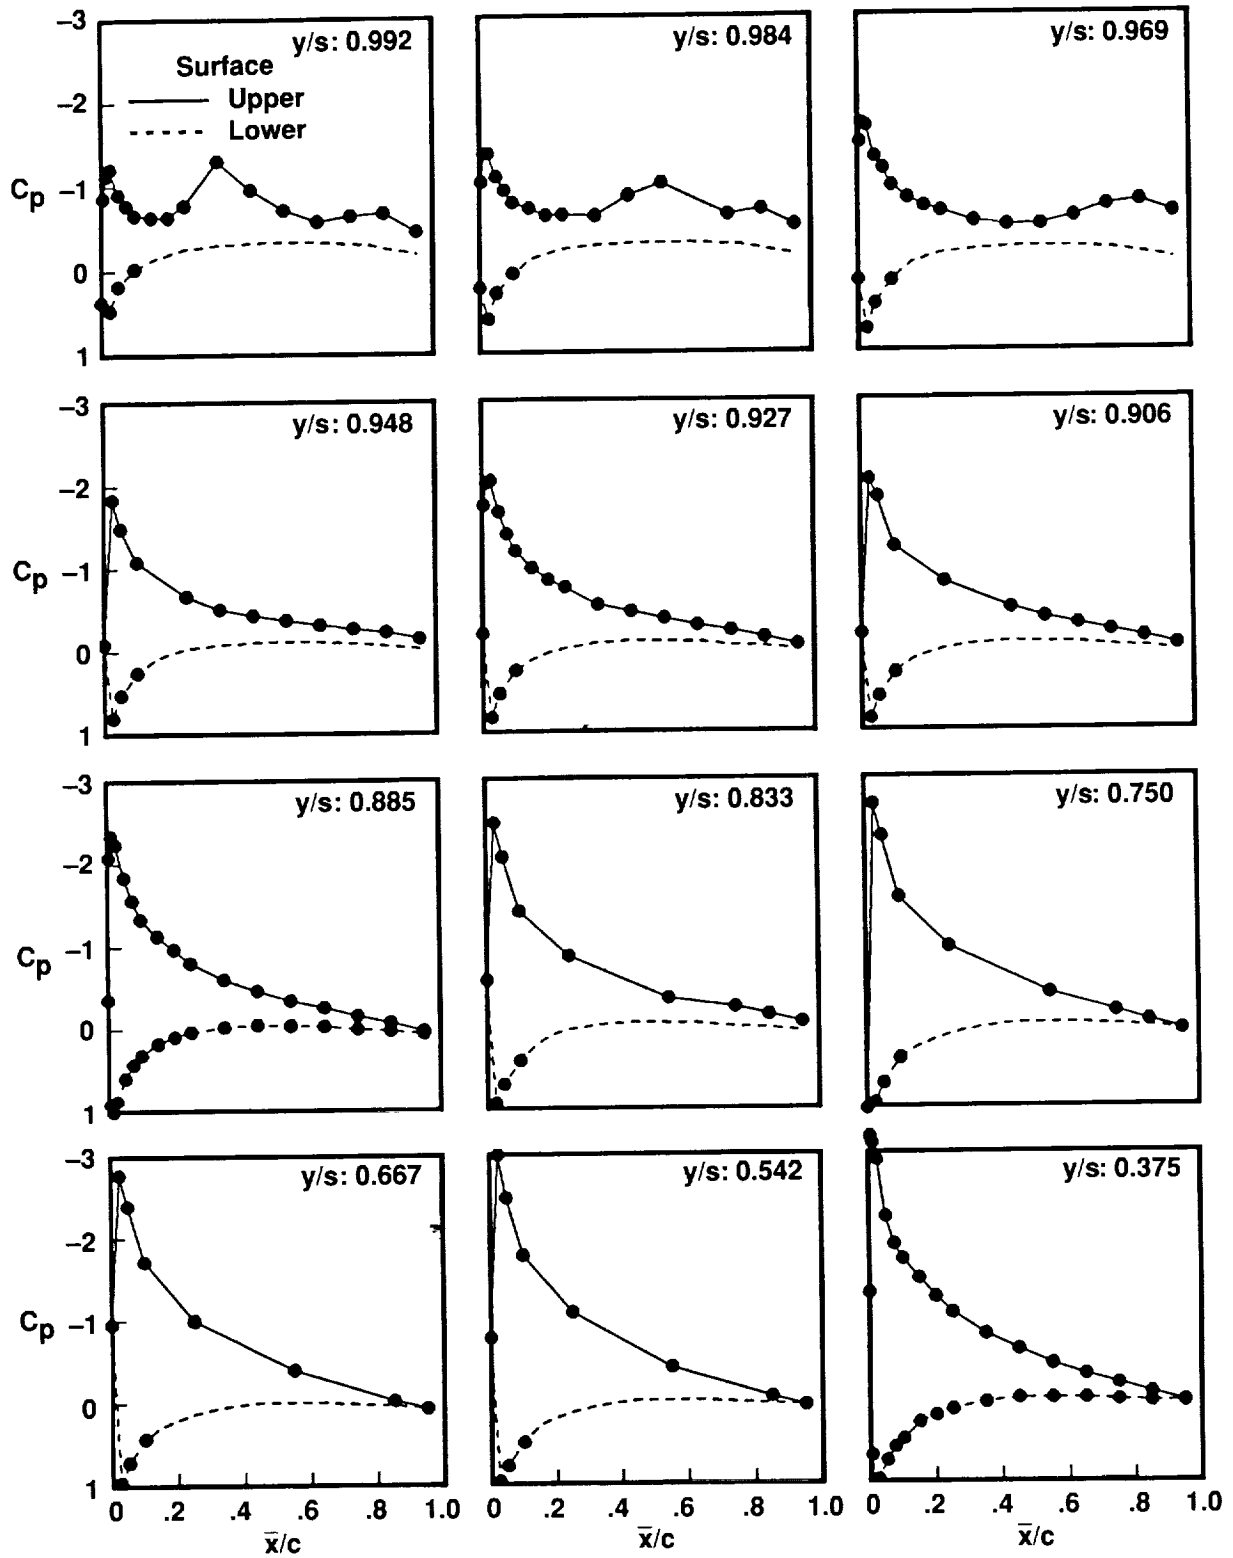 y/s: 0.992
y/s: 0.984
y/s: 0.969
Surface
Upper
Lower
–3
–2
–1
0
1
Cp
y/s: 0.948
y/s: 0.927
y/s: 0.906
–3
–2
–1
0
1
Cp
y/s: 0.885
y/s: 0.833
y/s: 0.750
–3
–2
–1
0
1
Cp
y/s: 0.667
y/s: 0.542
y/s: 0.375
–3
–2
–1
0
1
Cp
0 .2 .4 .6 .8 1.0
0 .2 .4 .6 .8 1.0
0 .2 .4 .6 .8 1.0
x̅/c
x̅/c
x̅/c